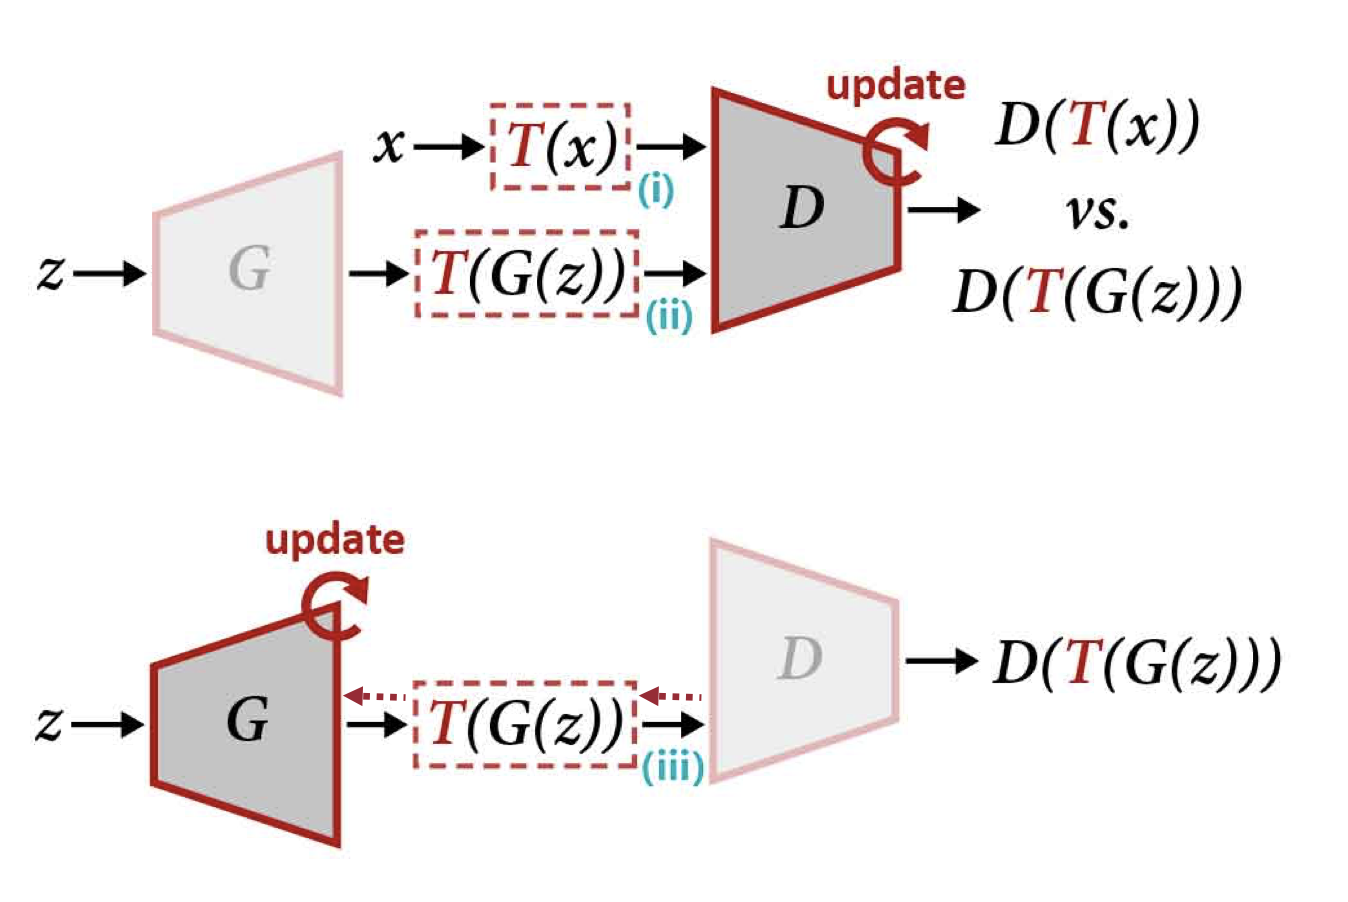 update
x T(x) D(T(x))
(i)
D vs.
z G T(G(z)) D(T(G(z)))
(ii)
update
D D(T(G(z)))
z G T(G(z))
(iii)